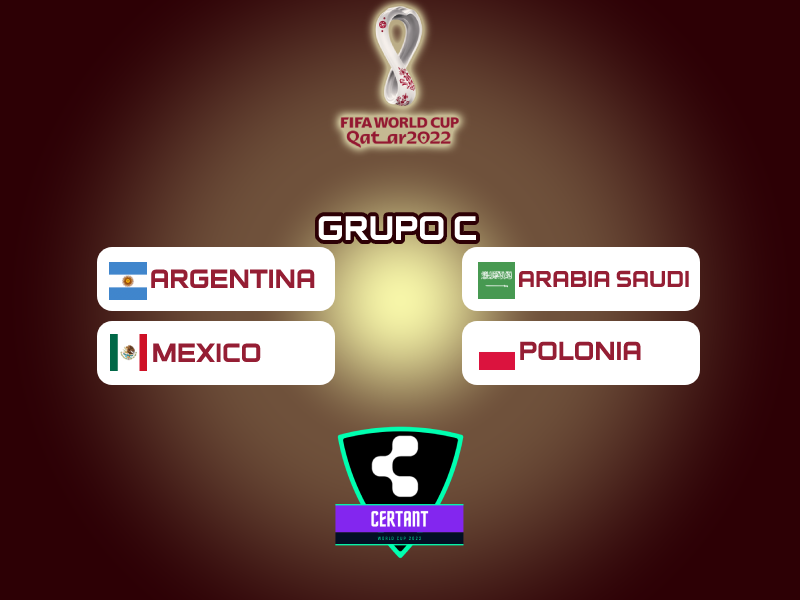 FIFA WORLD CUP
Qatar2022
GRUPO C
ARGENTINA
ARABIA SAUDI
MEXICO
POLONIA
CERTANT
WORLD CUP 2022